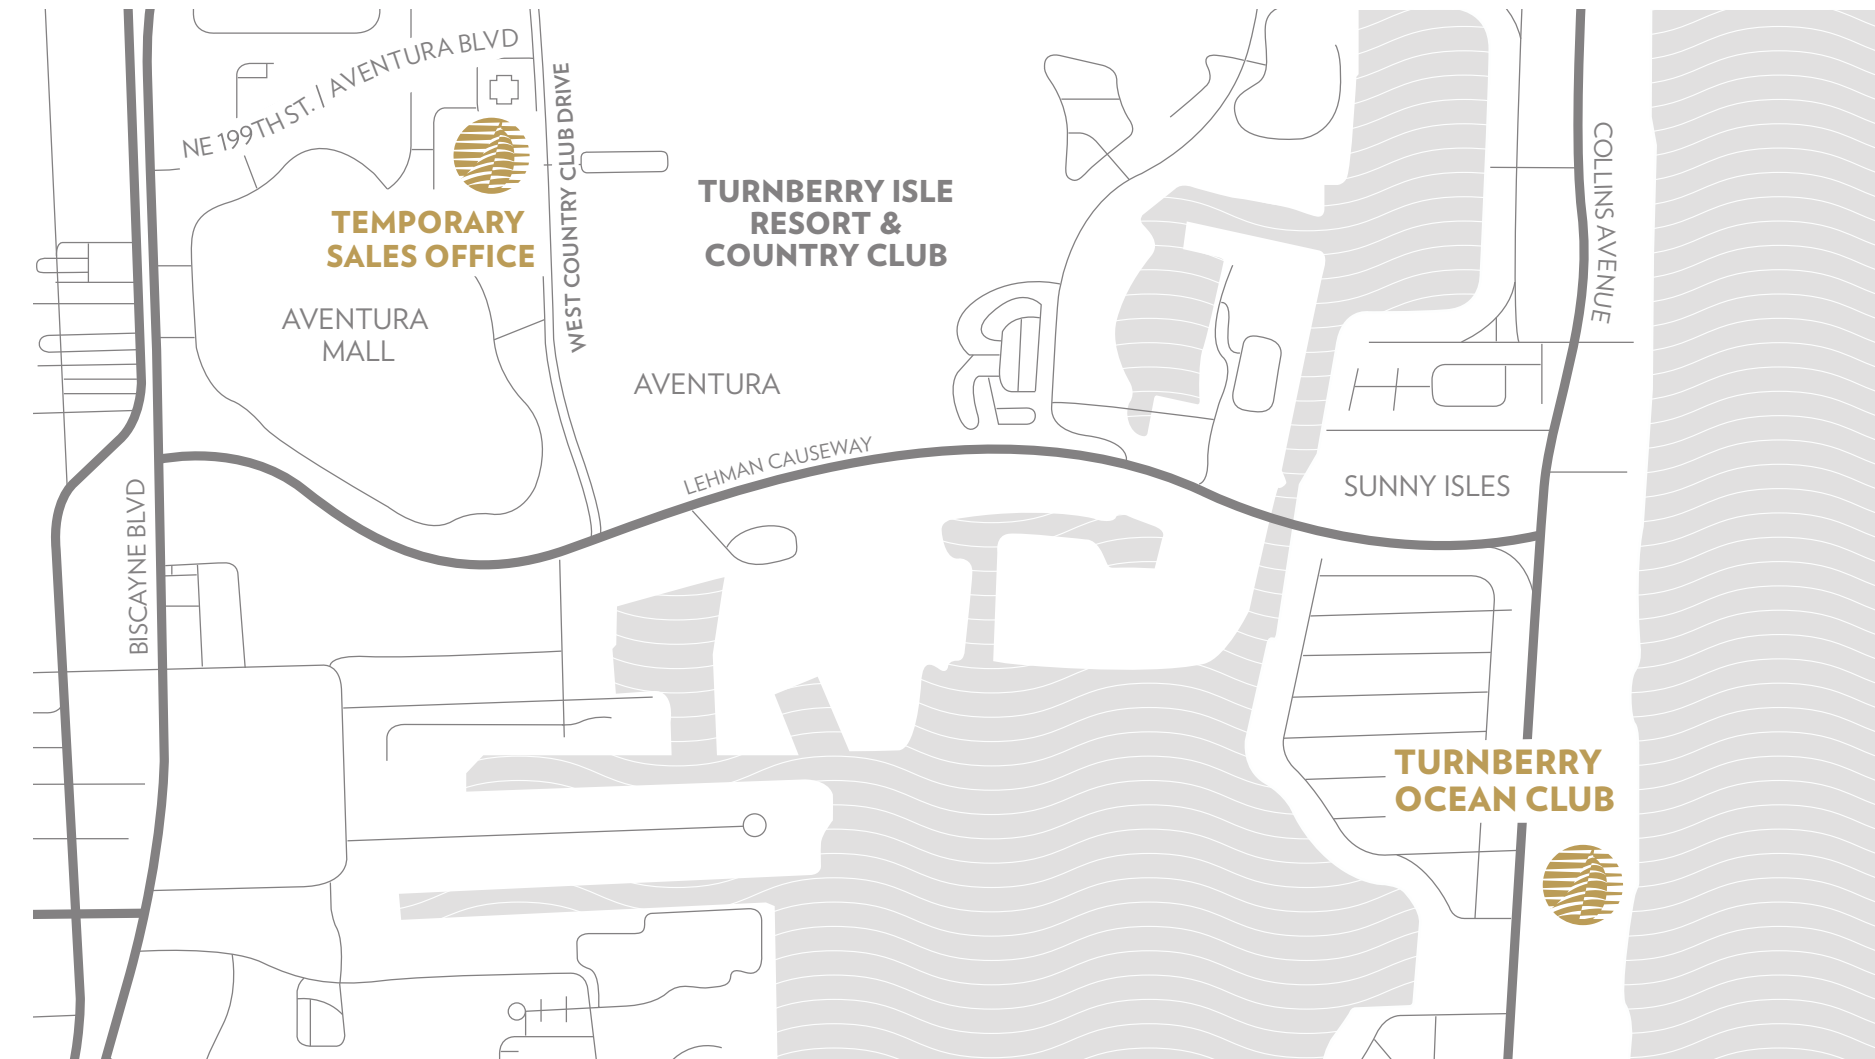 NE 199TH ST. / AVENTURA BLVD
WEST COUNTRY CLUB DRIVE
COLLINS AVENUE
TURNBERRY ISLE
RESORT &
COUNTRY CLUB
TEMPORARY
SALES OFFICE
AVENTURA
MALL
AVENTURA
LEHMAN CAUSEWAY
SUNNY ISLES
BISCAYNE BLVD
TURNBERRY
OCEAN CLUB